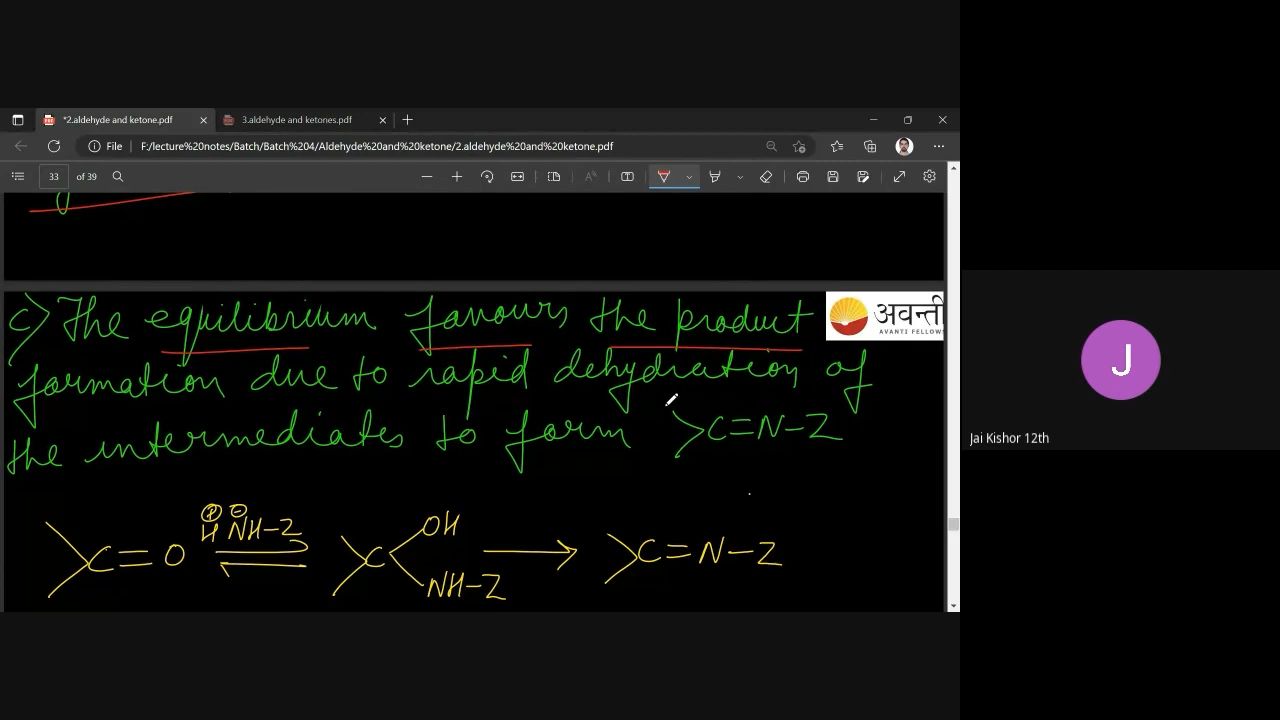 *2.aldehyde and ketone.pdf
3.aldehyde and ketones.pdf
File F:/lecture%20notes/Batch/Batch%204/Aldehyde%20and%20ketone/2.aldehyde%20and%20ketone.pdf
33 of 39
c) The equilibrium favours the product
अवन्ती
AVANTI FELLOWS
formation due to rapid dehydration of
the intermediates to form >C=N-Z
>C=O H⊕ ⊖NH-Z ⇌ >C<OH NH-Z → >C=N-Z
J
Jai Kishor 12th